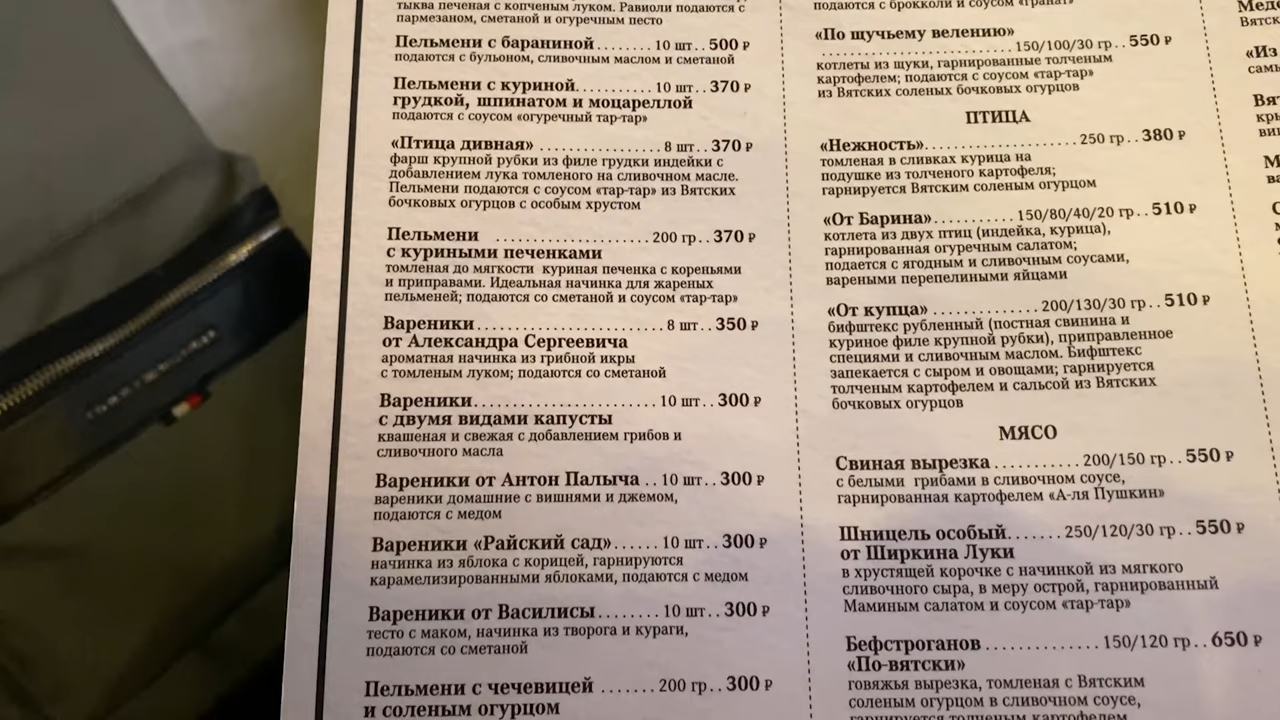 тыква печеная с копченым луком. Равиоли подаются с
пармезаном, сметаной и огуречным песто
Пельмени с бараниной........ 10 шт.. 500 ₽
подаются с бульоном, сливочным маслом и сметаной
Пельмени с куриной........... 10 шт.. 370 ₽
грудкой, шпинатом и моцареллой
подаются с соусом «огуречный тар-тар»
«Птица дивная» ................. 8 шт.. 370 ₽
фарш крупной рубки из филе грудки индейки с
добавлением лука томленого на сливочном масле.
Пельмени подаются с соусом «тар-тар» из Вятских
бочковых огурцов с особым хрустом
Пельмени ..................... 200 гр.. 370 ₽
с куриными печенками
томленая до мягкости куриная печенка с кореньями
и приправами. Идеальная начинка для жареных
пельменей; подаются со сметаной и соусом «тар-тар»
Вареники.......................... 8 шт.. 350 ₽
от Александра Сергеевича
ароматная начинка из грибной икры
с томленым луком; подаются со сметаной
Вареники......................... 10 шт.. 300 ₽
с двумя видами капусты
квашеная и свежая с добавлением грибов и
сливочного масла
Вареники от Антон Палыча .. 10 шт.. 300 ₽
вареники домашние с вишнями и джемом,
подаются с медом
Вареники «Райский сад»...... 10 шт.. 300 ₽
начинка из яблока с корицей, гарнируются
карамелизированными яблоками, подаются с медом
Вареники от Василисы........ 10 шт.. 300 ₽
тесто с маком, начинка из творога и кураги,
подаются со сметаной
Пельмени с чечевицей ....... 200 гр.. 300 ₽
и соленым огурцом
подаются с брокколи и соусом «гранат»
«По щучьему велению»
.......................... 150/100/30 гр.. 550 ₽
котлеты из щуки, гарнированные толченым
картофелем; подаются с соусом «тар-тар»
из Вятских соленых бочковых огурцов
ПТИЦА
«Нежность»..................... 250 гр.. 380 ₽
томленая в сливках курица на
подушке из толченого картофеля;
гарнируется Вятским соленым огурцом
«От Барина»........... 150/80/40/20 гр.. 510 ₽
котлета из двух птиц (индейка, курица),
гарнированная огуречным салатом;
подается с ягодным и сливочным соусами,
вареными перепелиными яйцами
«От купца» ............... 200/130/30 гр.. 510 ₽
бифштекс рубленный (постная свинина и
куриное филе крупной рубки), приправленное
специями и сливочным маслом. Бифштекс
запекается с сыром и овощами; гарнируется
толченым картофелем и сальсой из Вятских
бочковых огурцов
МЯСО
Свиная вырезка ............ 200/150 гр.. 550 ₽
с белыми грибами в сливочном соусе,
гарнированная картофелем «А-ля Пушкин»
Шницель особый....... 250/120/30 гр.. 550 ₽
от Ширкина Луки
в хрустящей корочке с начинкой из мягкого
сливочного сыра, в меру острой, гарнированный
Маминым салатом и соусом «тар-тар»
Бефстроганов ............... 150/120 гр.. 650 ₽
«По-вятски»
говяжья вырезка, томленая с Вятским
соленым огурцом в сливочном соусе,
гарнируется толченым картофелем
«Из
самы